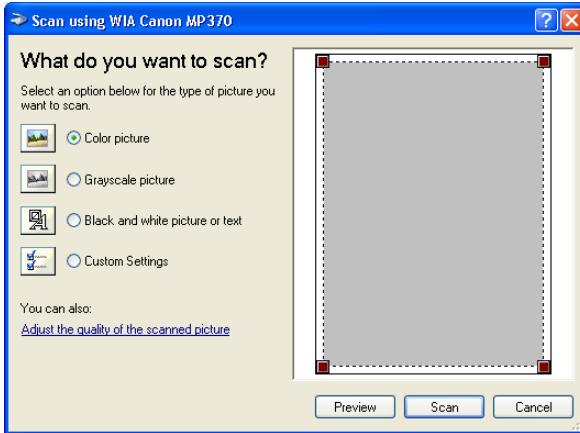 Scan using WIA Canon MP370
What do you want to scan?
Select an option below for the type of picture you
want to scan.
Color picture
Grayscale picture
Black and white picture or text
Custom Settings
You can also:
Adjust the quality of the scanned picture
Preview
Scan
Cancel